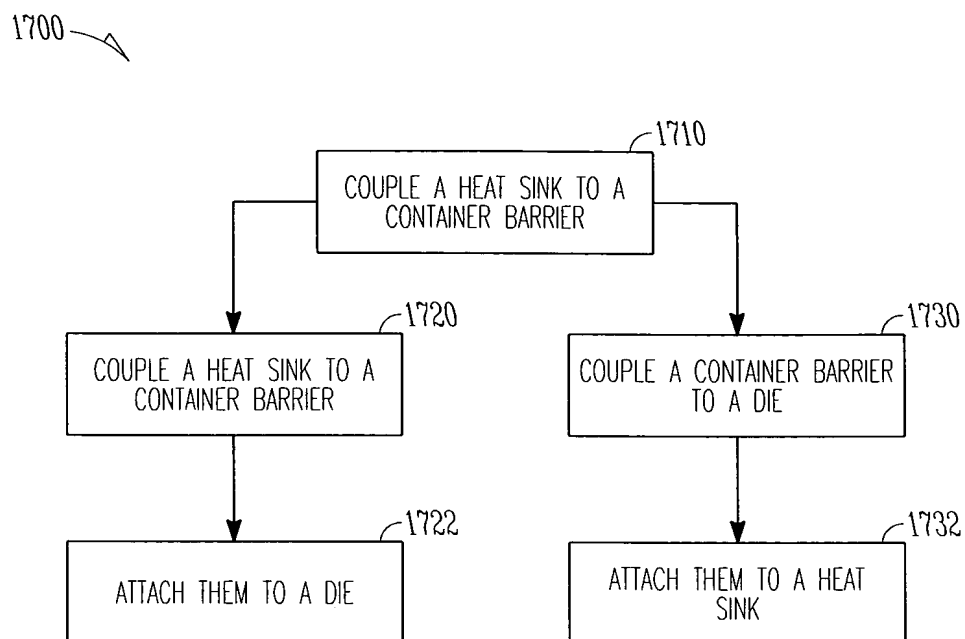 1700
1710
COUPLE A HEAT SINK TO A
CONTAINER BARRIER
1720
COUPLE A HEAT SINK TO A
CONTAINER BARRIER
1730
COUPLE A CONTAINER BARRIER
TO A DIE
1722
ATTACH THEM TO A DIE
1732
ATTACH THEM TO A HEAT
SINK